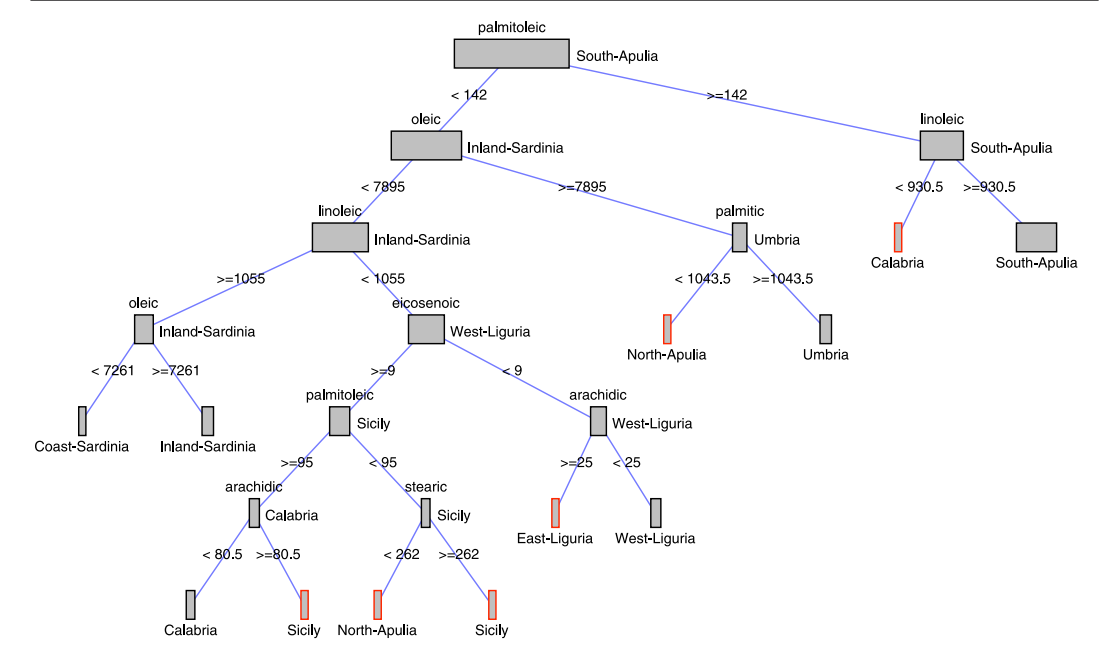 palmitoleic
South-Apulia
< 142
>=142
oleic
linoleic
Inland-Sardinia
South-Apulia
< 7895
>=7895
< 930.5
>=930.5
linoleic
palmitic
Inland-Sardinia
Umbria
Calabria
South-Apulia
>=1055
< 1055
< 1043.5
>=1043.5
oleic
eicosenoic
Inland-Sardinia
West-Liguria
North-Apulia
Umbria
< 7261
>=7261
>=9
< 9
palmitoleic
arachidic
Sicily
West-Liguria
Coast-Sardinia
Inland-Sardinia
>=95
< 95
>=25
< 25
arachidic
stearic
Calabria
Sicily
East-Liguria
West-Liguria
< 80.5
>=80.5
< 262
>=262
Calabria
Sicily
North-Apulia
Sicily